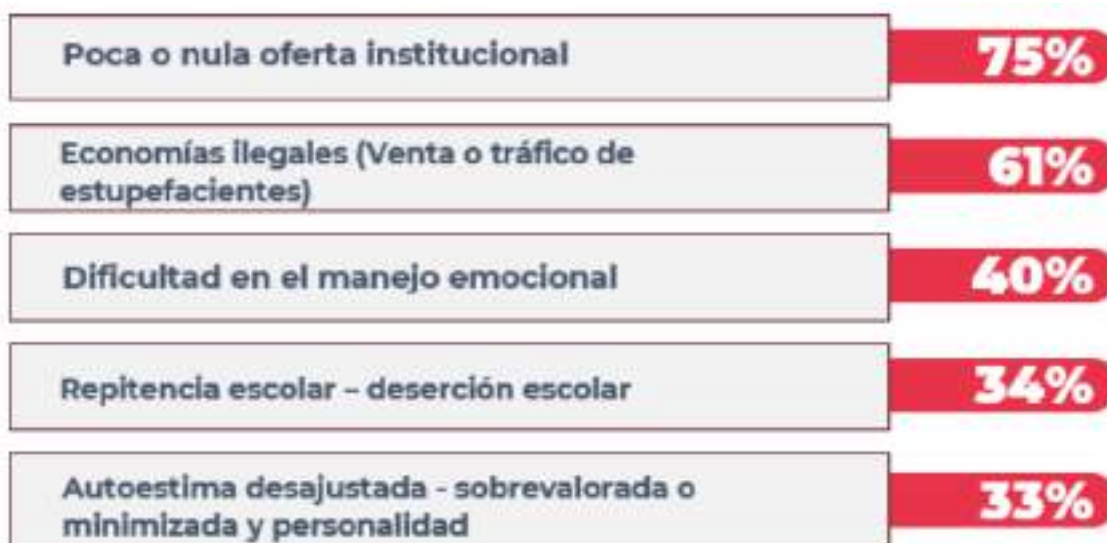 Poca o nula oferta institucional
75%
Economías ilegales (Venta o tráfico de
estupefacientes)
61%
Dificultad en el manejo emocional
40%
Repitencia escolar – deserción escolar
34%
Autoestima desajustada - sobrevalorada o
minimizada y personalidad
33%